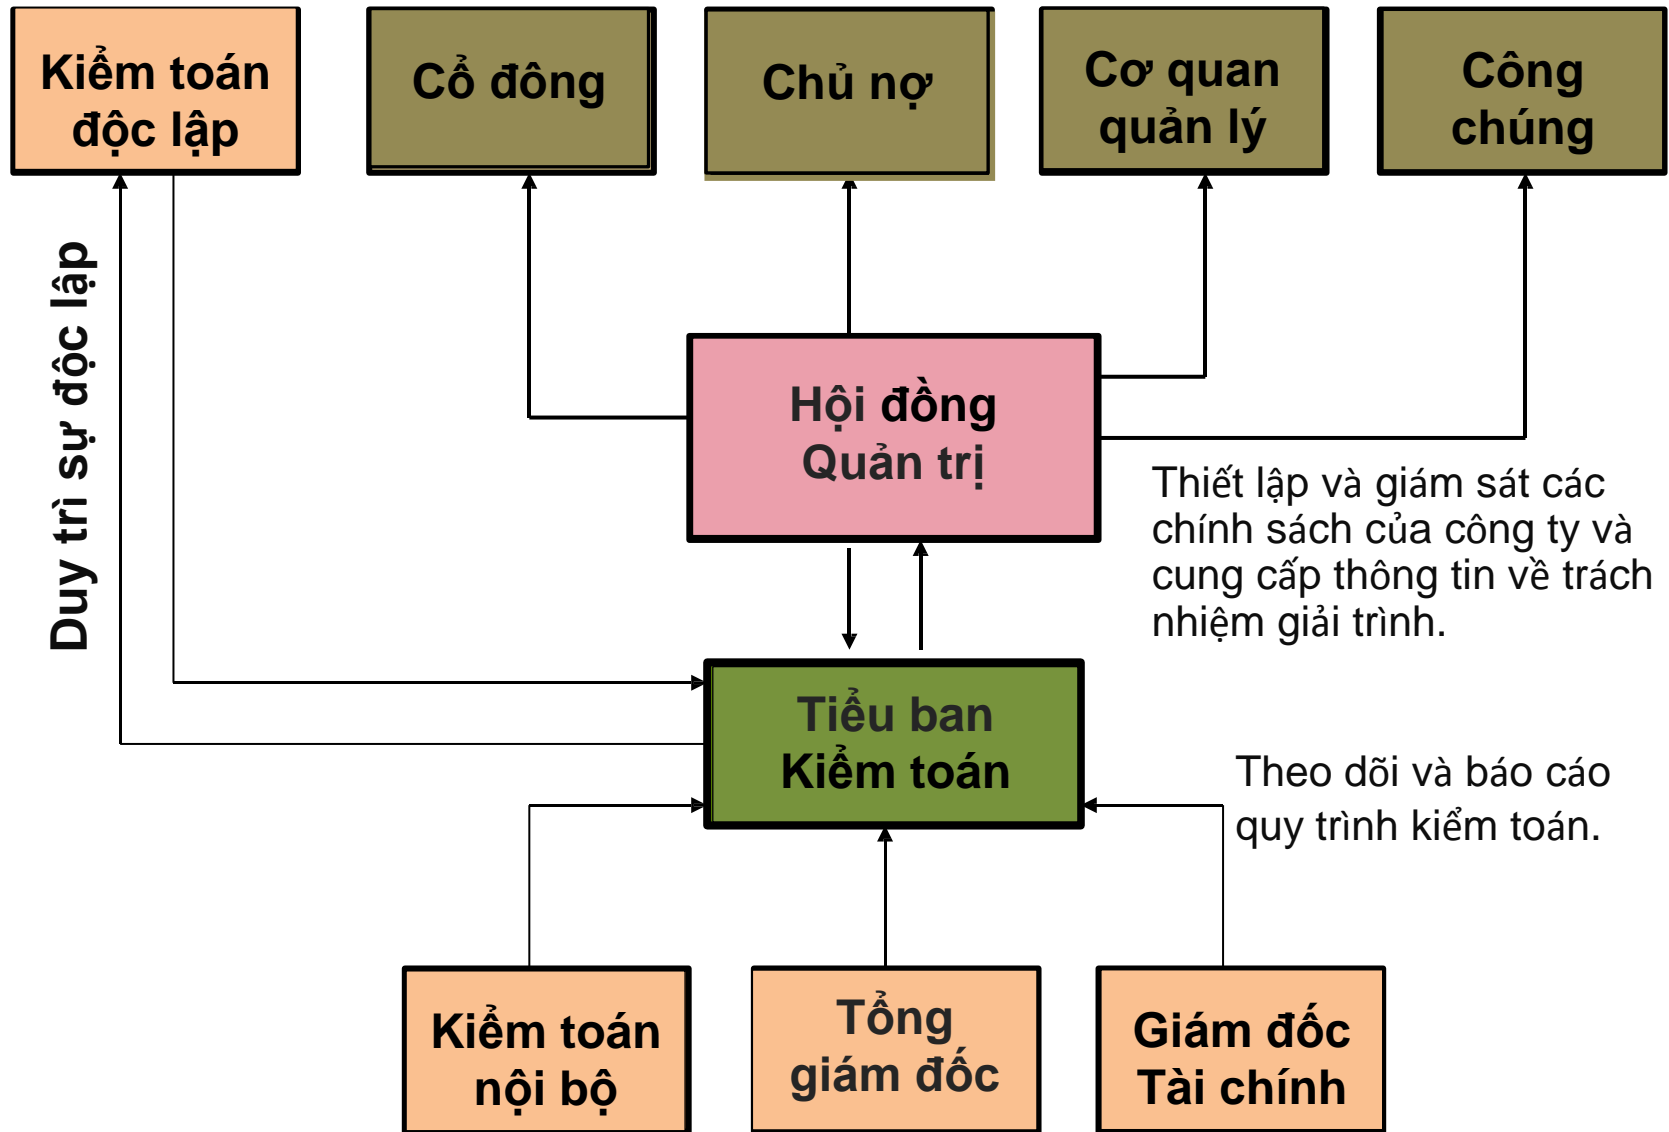 Kiểm toán
độc lập
Cổ đông
Chủ nợ
Cơ quan
quản lý
Công
chúng
Duy trì sự độc lập
Hội đồng
Quản trị
Thiết lập và giám sát các
chính sách của công ty và
cung cấp thông tin về trách
nhiệm giải trình.
Tiểu ban
Kiểm toán
Theo dõi và báo cáo
quy trình kiểm toán.
Kiểm toán
nội bộ
Tổng
giám đốc
Giám đốc
Tài chính